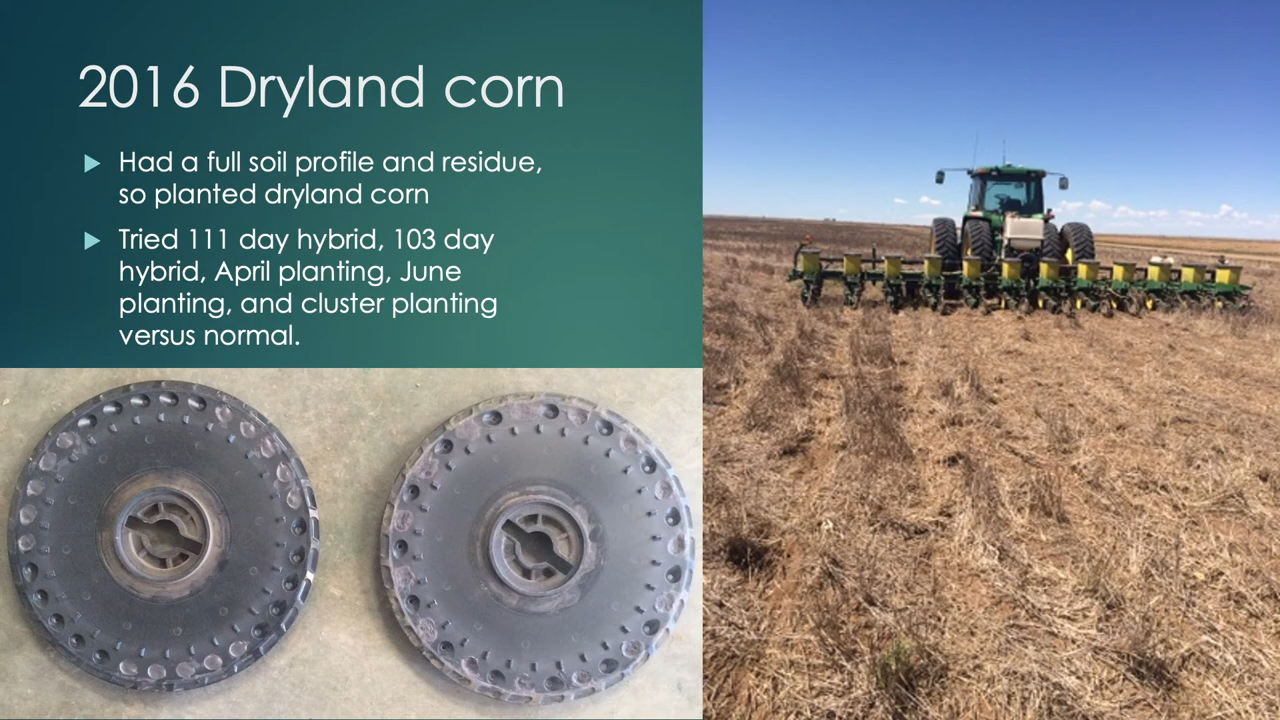 2016 Dryland corn
Had a full soil profile and residue,
so planted dryland corn
Tried 111 day hybrid, 103 day
hybrid, April planting, June
planting, and cluster planting
versus normal.